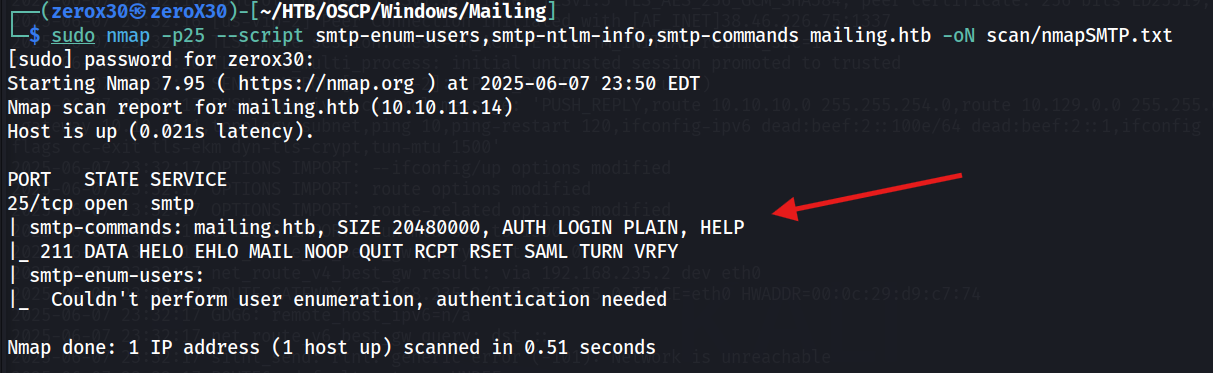 ┌──(zerox30㉿zeroX30)-[~/HTB/OSCP/Windows/Mailing]
└─$ sudo nmap -p25 --script smtp-enum-users,smtp-ntlm-info,smtp-commands mailing.htb -oN scan/nmapSMTP.txt
[sudo] password for zerox30:
Starting Nmap 7.95 ( https://nmap.org ) at 2025-06-07 23:50 EDT
Nmap scan report for mailing.htb (10.10.11.14)
Host is up (0.021s latency).

PORT   STATE SERVICE
25/tcp open  smtp
| smtp-commands: mailing.htb, SIZE 20480000, AUTH LOGIN PLAIN, HELP
|_ 211 DATA HELO EHLO MAIL NOOP QUIT RCPT RSET SAML TURN VRFY
| smtp-enum-users:
|_  Couldn't perform user enumeration, authentication needed

Nmap done: 1 IP address (1 host up) scanned in 0.51 seconds